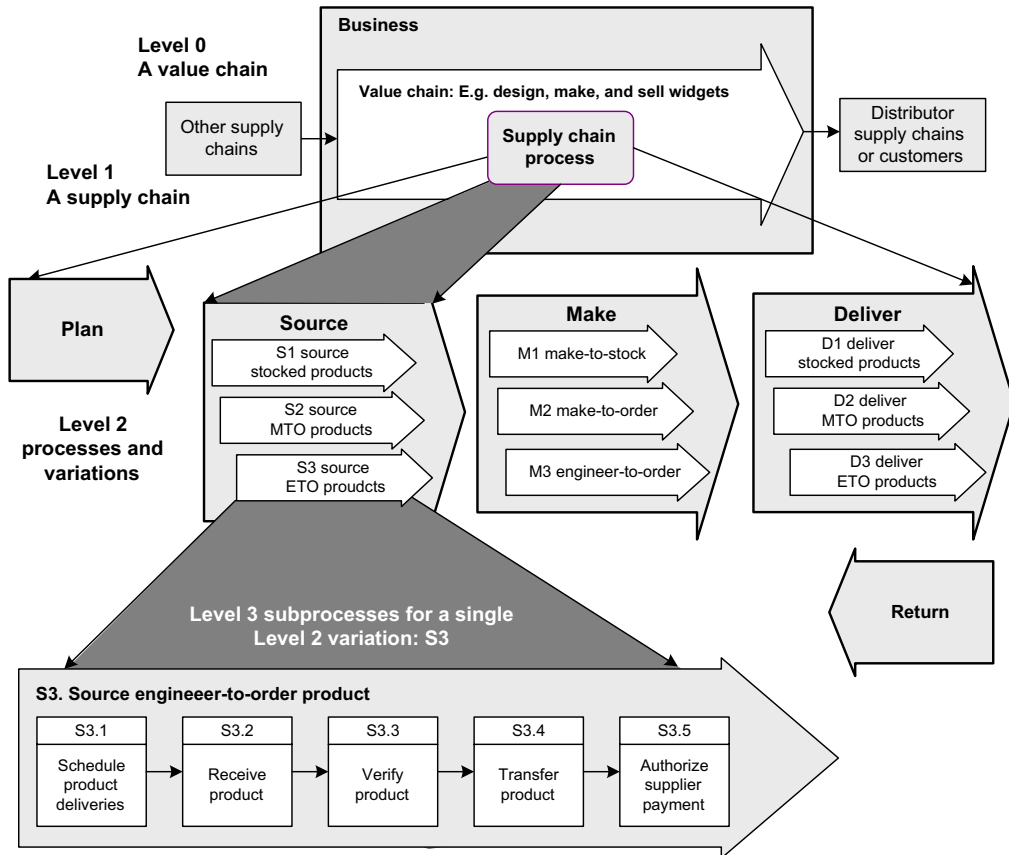 Business
Level 0
A value chain
Value chain: E.g. design, make, and sell widgets
Other supply
chains
Supply chain
process
Distributor
supply chains
or customers
Level 1
A supply chain
Plan
Source
S1 source
stocked products
S2 source
MTO products
S3 source
ETO proudcts
Make
M1 make-to-stock
M2 make-to-order
M3 engineer-to-order
Deliver
D1 deliver
stocked products
D2 deliver
MTO products
D3 deliver
ETO products
Level 2
processes and
variations
Return
Level 3 subprocesses for a single
Level 2 variation: S3
S3. Source engineeer-to-order product
S3.1
Schedule
product
deliveries
S3.2
Receive
product
S3.3
Verify
product
S3.4
Transfer
product
S3.5
Authorize
supplier
payment